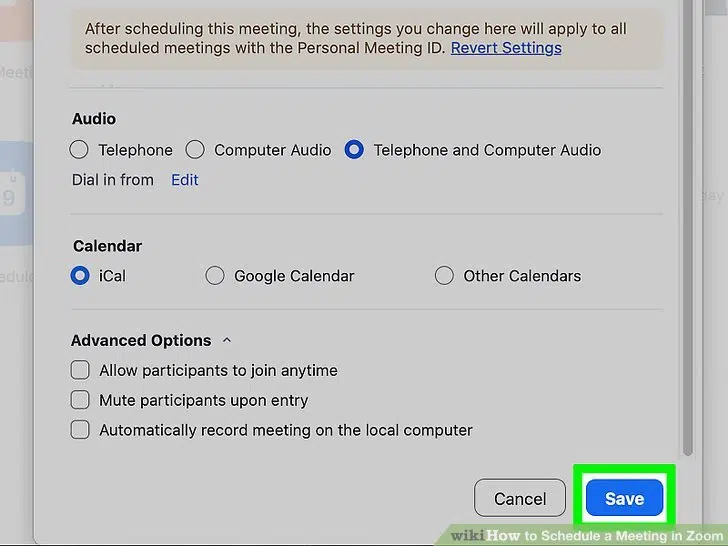 After scheduling this meeting, the settings you change here will apply to all
scheduled meetings with the Personal Meeting ID. Revert Settings
Audio
Telephone Computer Audio Telephone and Computer Audio
Dial in from Edit
Calendar
iCal Google Calendar Other Calendars
Advanced Options
Allow participants to join anytime
Mute participants upon entry
Automatically record meeting on the local computer
Cancel Save
wikiHow to Schedule a Meeting in Zoom